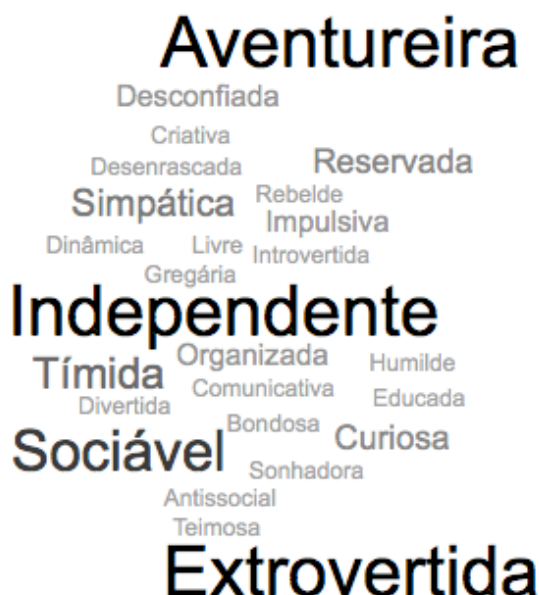 Aventureira
Desconfiada
Criativa
Desenrascada
Reservada
Simpática
Rebelde
Impulsiva
Dinâmica
Livre
Introvertida
Gregária
Independente
Tímida
Organizada
Humilde
Comunicativa
Divertida
Educada
Bondosa
Sociável
Curiosa
Sonhadora
Antissocial
Teimosa
Extrovertida